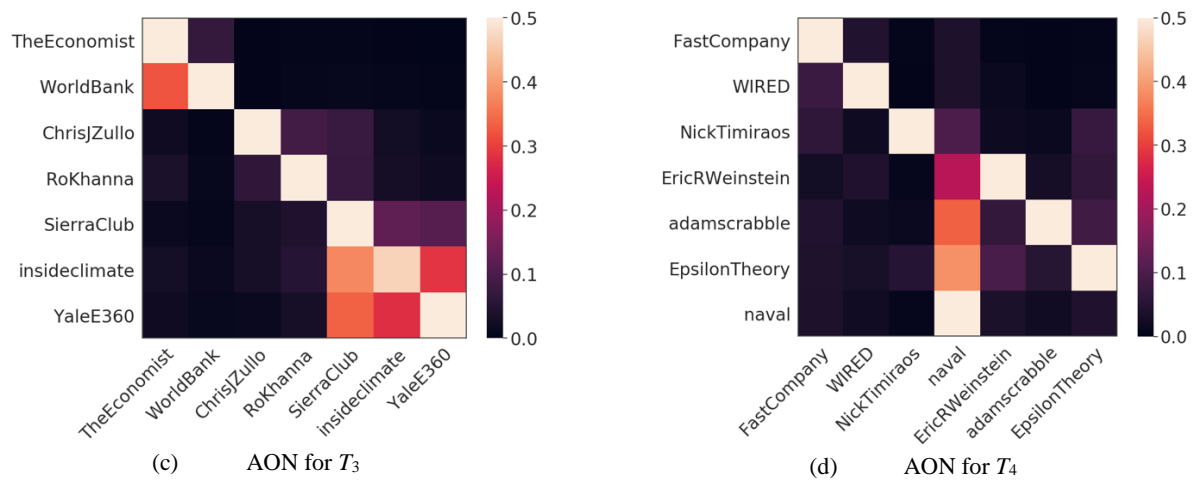 TheEconomist
WorldBank
ChrisJZullo
RoKhanna
SierraClub
insideclimate
YaleE360
0.5
0.4
0.3
0.2
0.1
0.0
TheEconomist
WorldBank
ChrisJZullo
RoKhanna
SierraClub
insideclimate
YaleE360
(c) AON for T3
FastCompany
WIRED
NickTimiraos
EricRWeinstein
adamscrabble
EpsilonTheory
naval
0.5
0.4
0.3
0.2
0.1
0.0
FastCompany
WIRED
NickTimiraos
naval
EricRWeinstein
adamscrabble
EpsilonTheory
(d) AON for T4